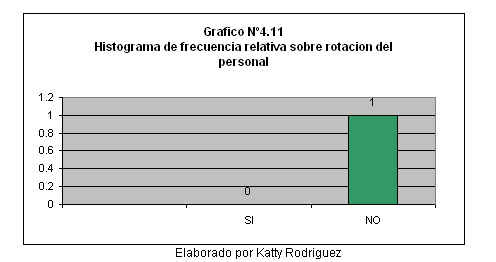 Grafico N°4.11
Histograma de frecuencia relativa sobre rotacion del
personal
1.2
1
0.8
0.6
0.4
0.2
0
0
1
SI
NO
Elaborado por Katty Rodriguez